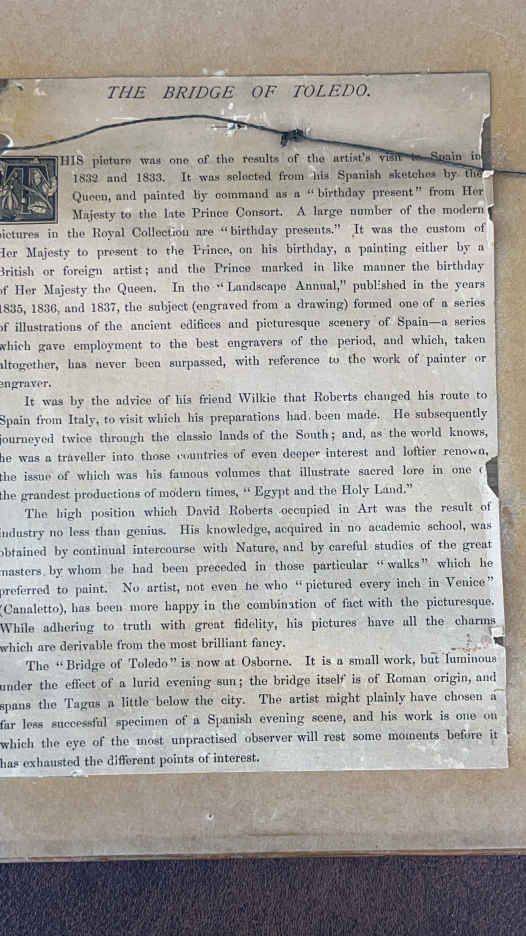 THE BRIDGE OF TOLEDO.
THIS picture was one of the results of the artist's visit to Spain in
1832 and 1833. It was selected from his Spanish sketches by the
Queen, and painted by command as a "birthday present" from Her
Majesty to the late Prince Consort. A large number of the modern
pictures in the Royal Collection are "birthday presents." It was the custom of
Her Majesty to present to the Prince, on his birthday, a painting either by a
British or foreign artist; and the Prince marked in like manner the birthday
of Her Majesty the Queen. In the "Landscape Annual," published in the years
1835, 1836, and 1837, the subject (engraved from a drawing) formed one of a series
of illustrations of the ancient edifices and picturesque scenery of Spain—a series
which gave employment to the best engravers of the period, and which, taken
altogether, has never been surpassed, with reference to the work of painter or
engraver.
It was by the advice of his friend Wilkie that Roberts changed his route to
Spain from Italy, to visit which his preparations had been made. He subsequently
journeyed twice through the classic lands of the South; and, as the world knows,
he was a traveller into those countries of even deeper interest and loftier renown,
the issue of which was his famous volumes that illustrate sacred lore in one
the grandest productions of modern times, "Egypt and the Holy Land."
The high position which David Roberts occupied in Art was the result of
industry no less than genius. His knowledge, acquired in no academic school, was
obtained by continual intercourse with Nature, and by careful studies of the great
masters by whom he had been preceded in those particular "walks" which he
preferred to paint. No artist, not even he who "pictured every inch in Venice"
(Canaletto), has been more happy in the combination of fact with the picturesque.
While adhering to truth with great fidelity, his pictures have all the charms
which are derivable from the most brilliant fancy.
The "Bridge of Toledo" is now at Osborne. It is a small work, but luminous
under the effect of a lurid evening sun; the bridge itself is of Roman origin, and
spans the Tagus a little below the city. The artist might plainly have chosen a
far less successful specimen of a Spanish evening scene, and his work is one on
which the eye of the most unpractised observer will rest some moments before it
has exhausted the different points of interest.